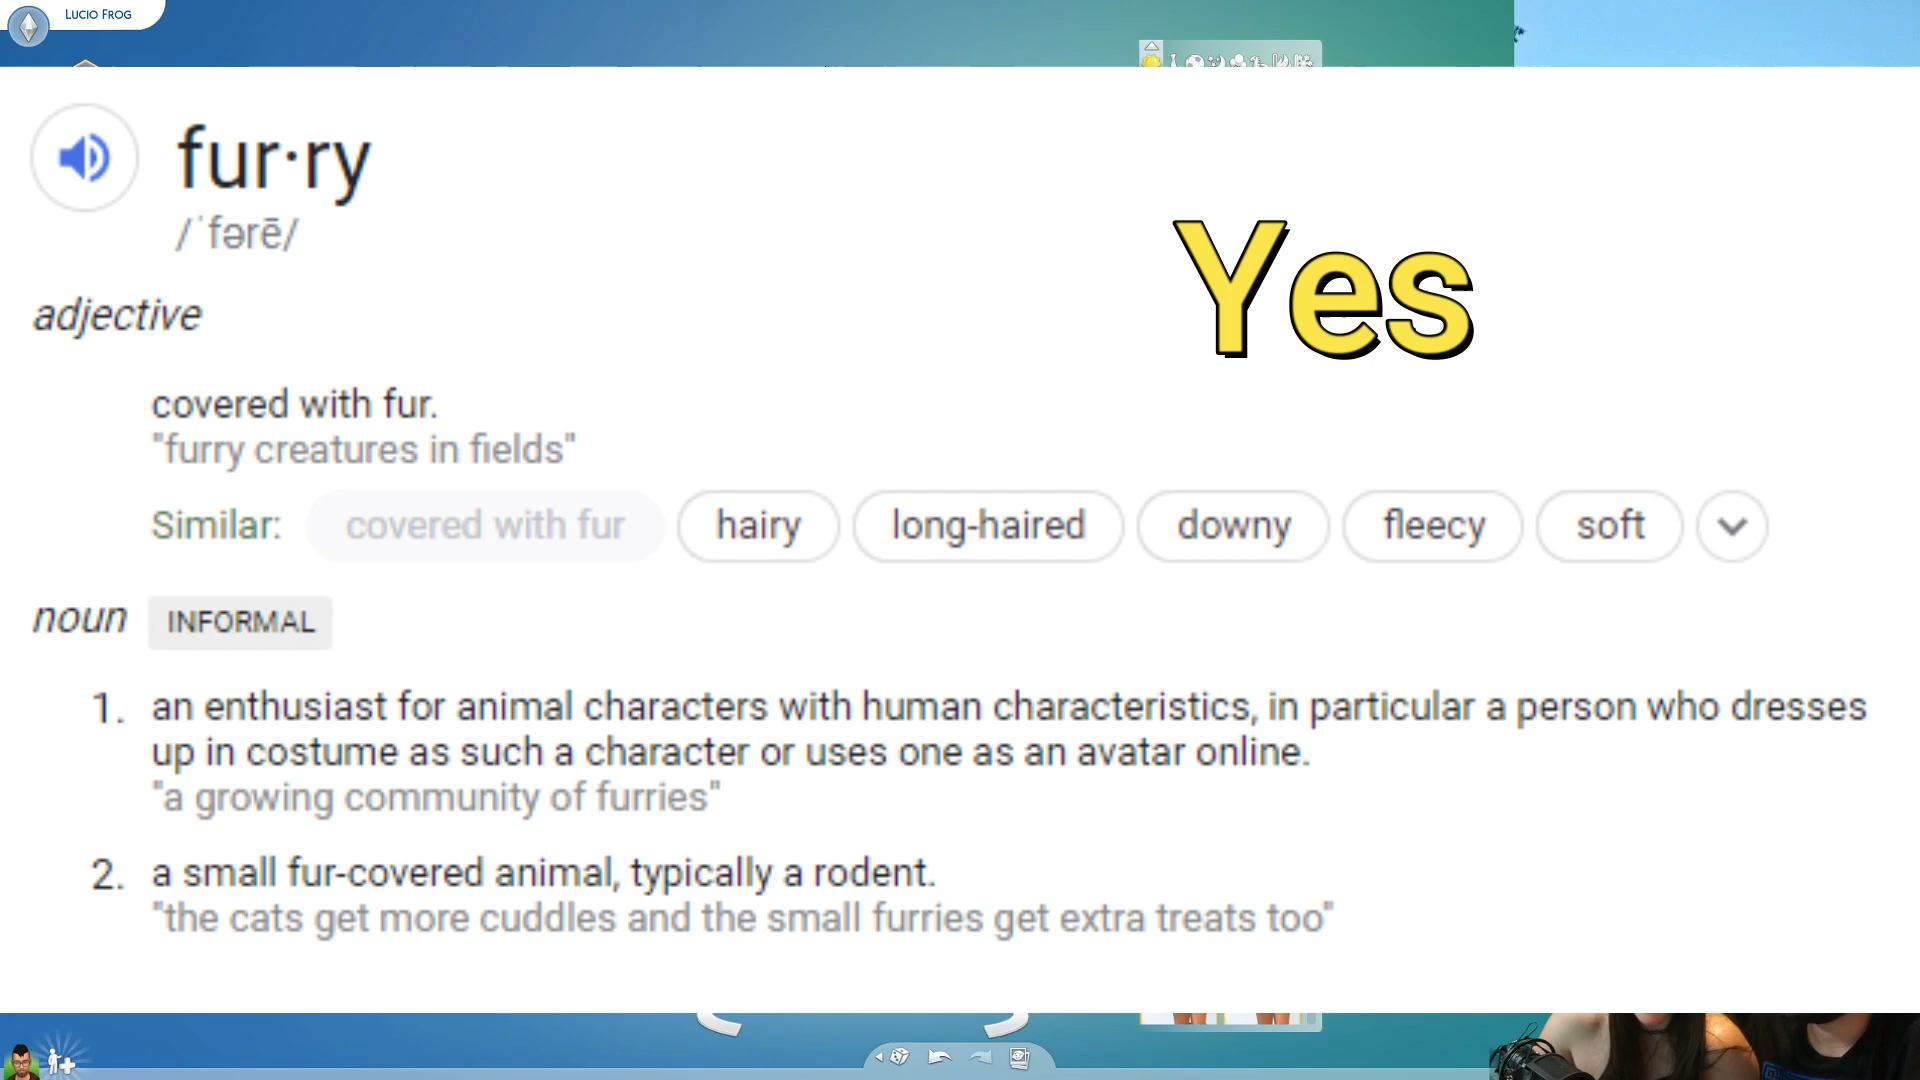 LUCIO FROG
fur·ry
/ˈfərē/
Yes
adjective
covered with fur.
"furry creatures in fields"
Similar: covered with fur hairy long-haired downy fleecy soft
noun INFORMAL
1. an enthusiast for animal characters with human characteristics, in particular a person who dresses
up in costume as such a character or uses one as an avatar online.
"a growing community of furries"
2. a small fur-covered animal, typically a rodent.
"the cats get more cuddles and the small furries get extra treats too"